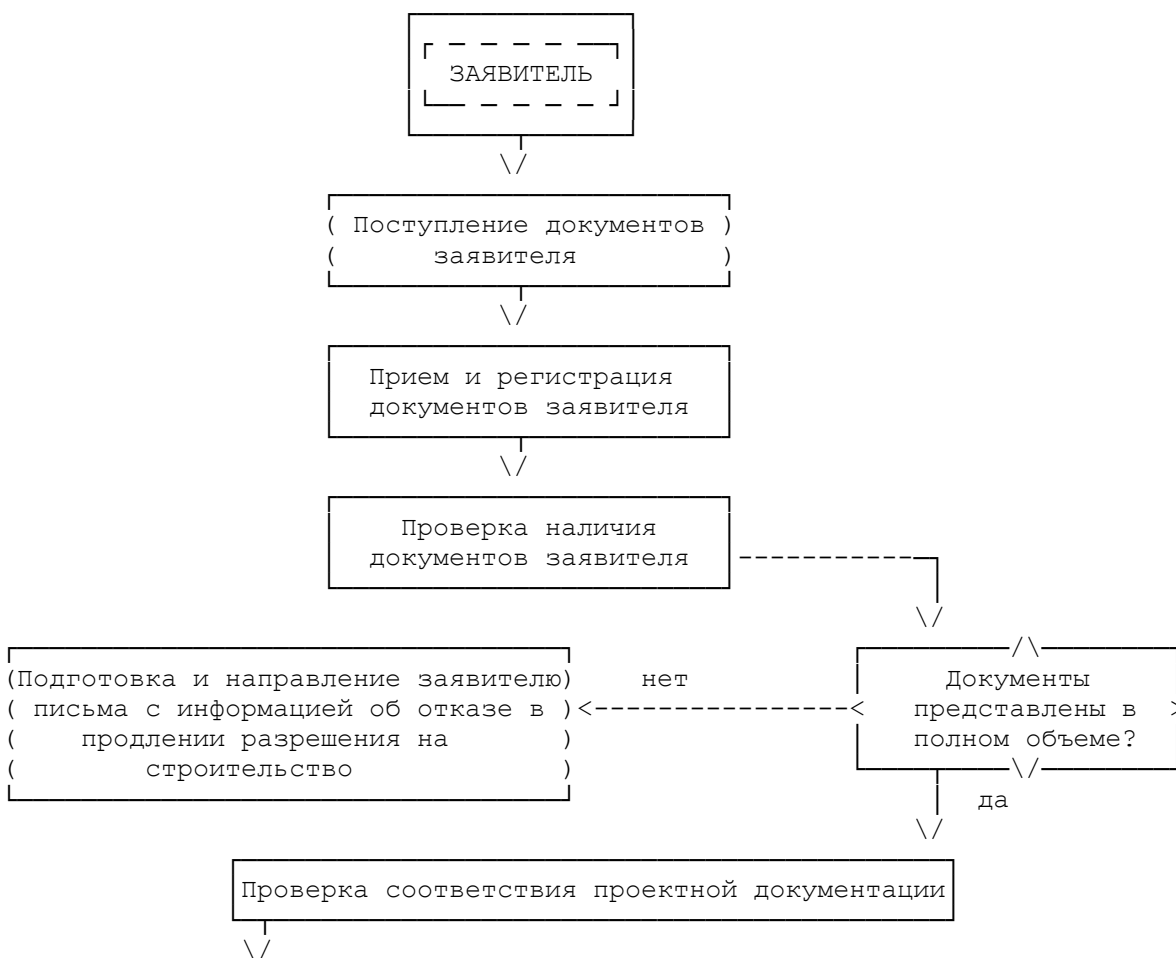 ЗАЯВИТЕЛЬ
( Поступление документов )
( заявителя )
Прием и регистрация
документов заявителя
Проверка наличия
документов заявителя
(Подготовка и направление заявителю)
( письма с информацией об отказе в )
( продлении разрешения на )
( строительство )
нет
Документы
представлены в
полном объеме?
да
Проверка соответствия проектной документации